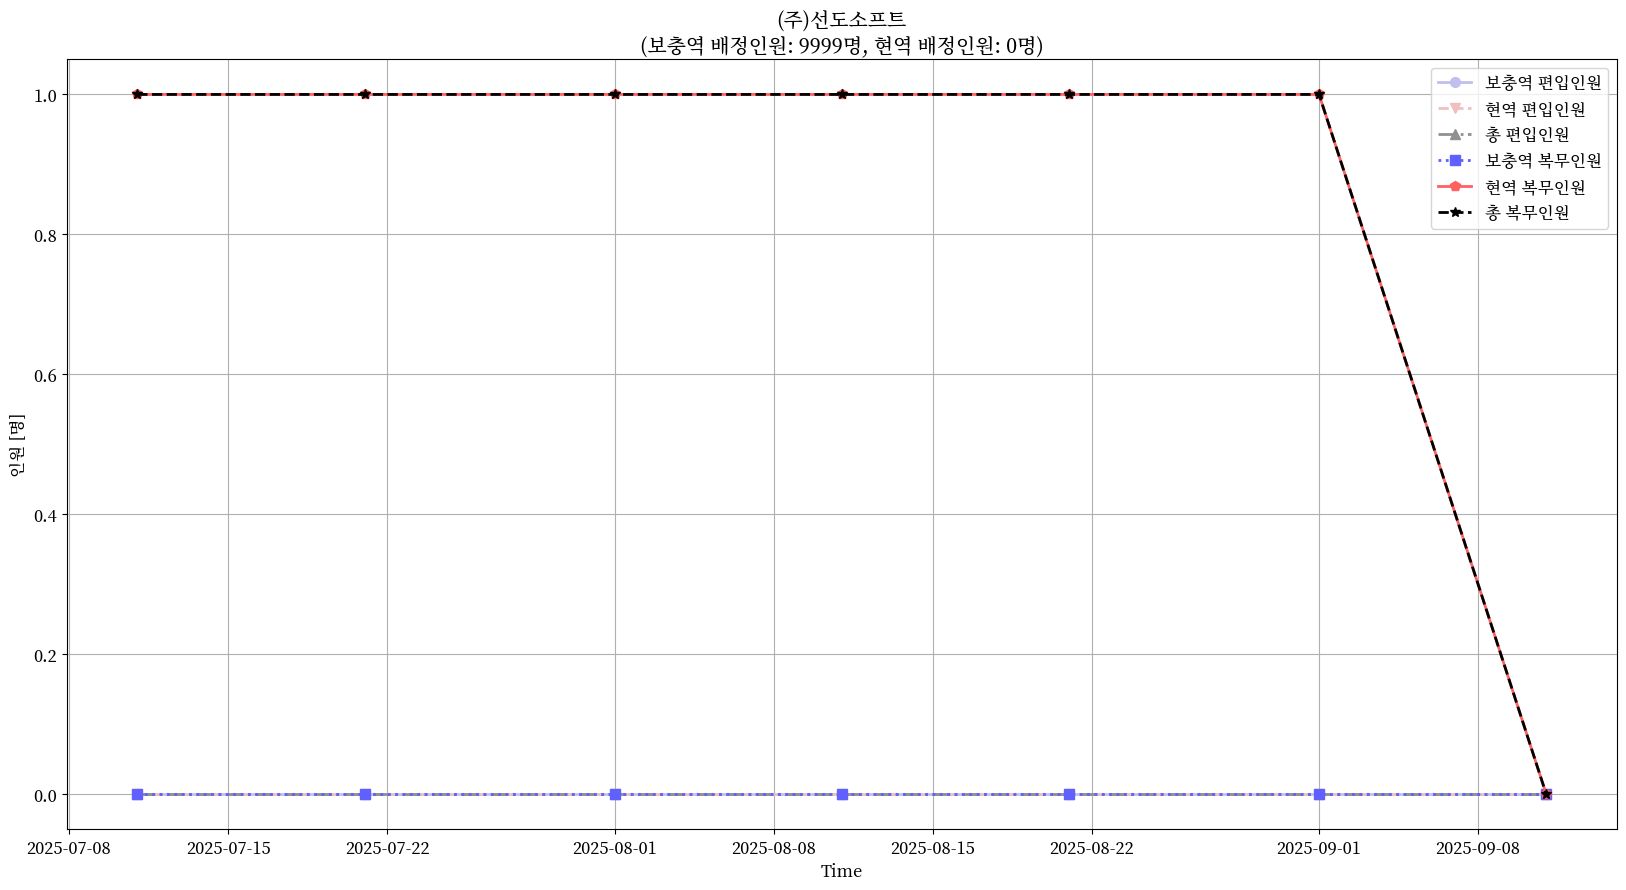 (주)선도소프트
(보충역 배정인원: 9999명, 현역 배정인원: 0명)
보충역 편입인원
현역 편입인원
총 편입인원
보충역 복무인원
현역 복무인원
총 복무인원
인원 [명]
1.0
0.8
0.6
0.4
0.2
0.0
2025-07-08 2025-07-15 2025-07-22 2025-08-01 2025-08-08 2025-08-15 2025-08-22 2025-09-01 2025-09-08
Time